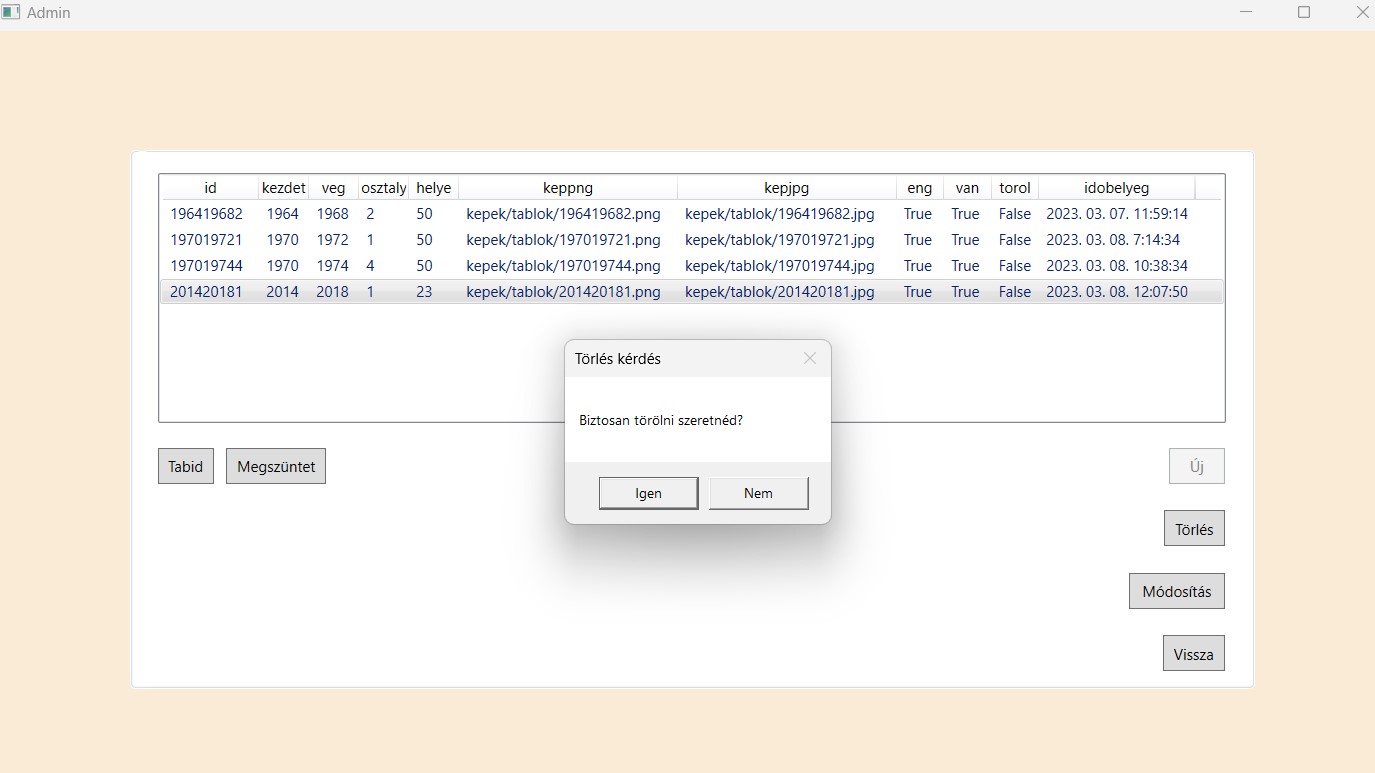 Admin
id kezdet veg osztaly helye keppng kepjpg eng van torol idobelyeg
196419682 1964 1968 2 50 kepek/tablok/196419682.png kepek/tablok/196419682.jpg True True False 2023. 03. 07. 11:59:14
197019721 1970 1972 1 50 kepek/tablok/197019721.png kepek/tablok/197019721.jpg True True False 2023. 03. 08. 7:14:34
197019744 1970 1974 4 50 kepek/tablok/197019744.png kepek/tablok/197019744.jpg True True False 2023. 03. 08. 10:38:34
201420181 2014 2018 1 23 kepek/tablok/201420181.png kepek/tablok/201420181.jpg True True False 2023. 03. 08. 12:07:50
Törlés kérdés
Biztosan törölni szeretnéd?
Igen Nem
Tabid Megszüntet Új
Törlés
Módosítás
Vissza